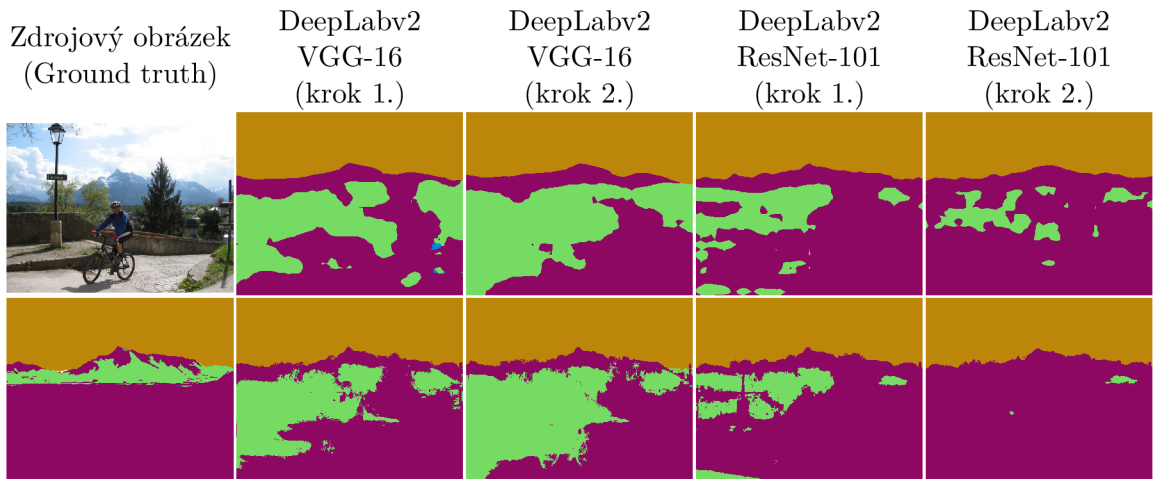 Zdrojový obrázek
(Ground truth)
DeepLabv2
VGG-16
(krok 1.)
DeepLabv2
VGG-16
(krok 2.)
DeepLabv2
ResNet-101
(krok 1.)
DeepLabv2
ResNet-101
(krok 2.)